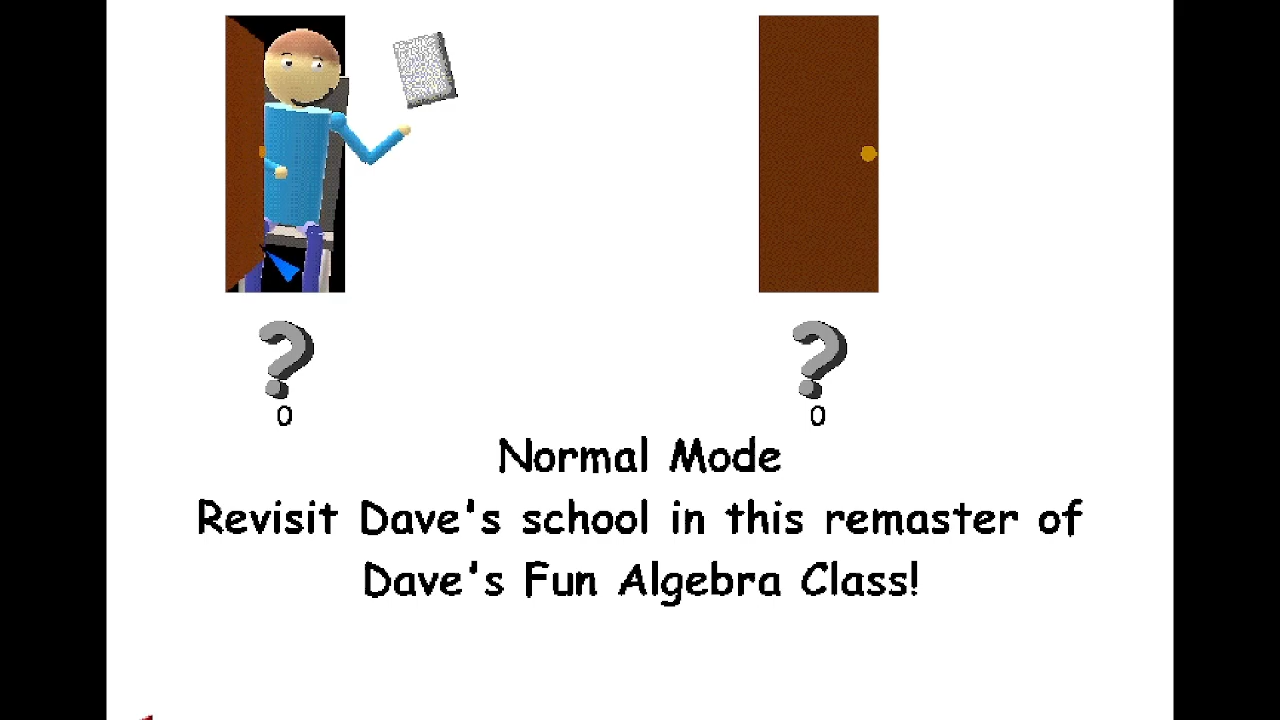 ?
?
0
0
Normal Mode
Revisit Dave's school in this remaster of
Dave's Fun Algebra Class!